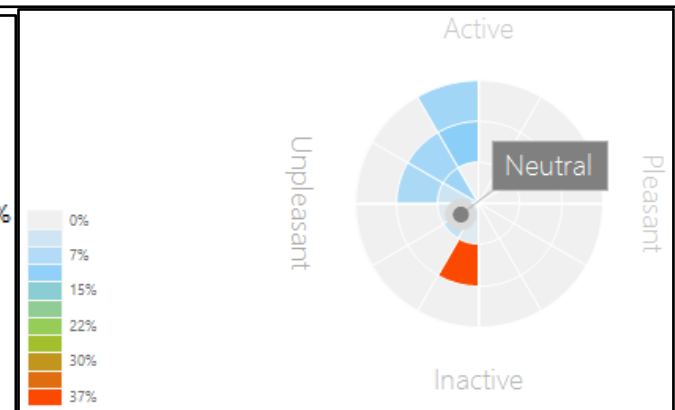 Active
Unpleasant
Neutral
Pleasant
%
0%
7%
15%
22%
30%
37%
Inactive